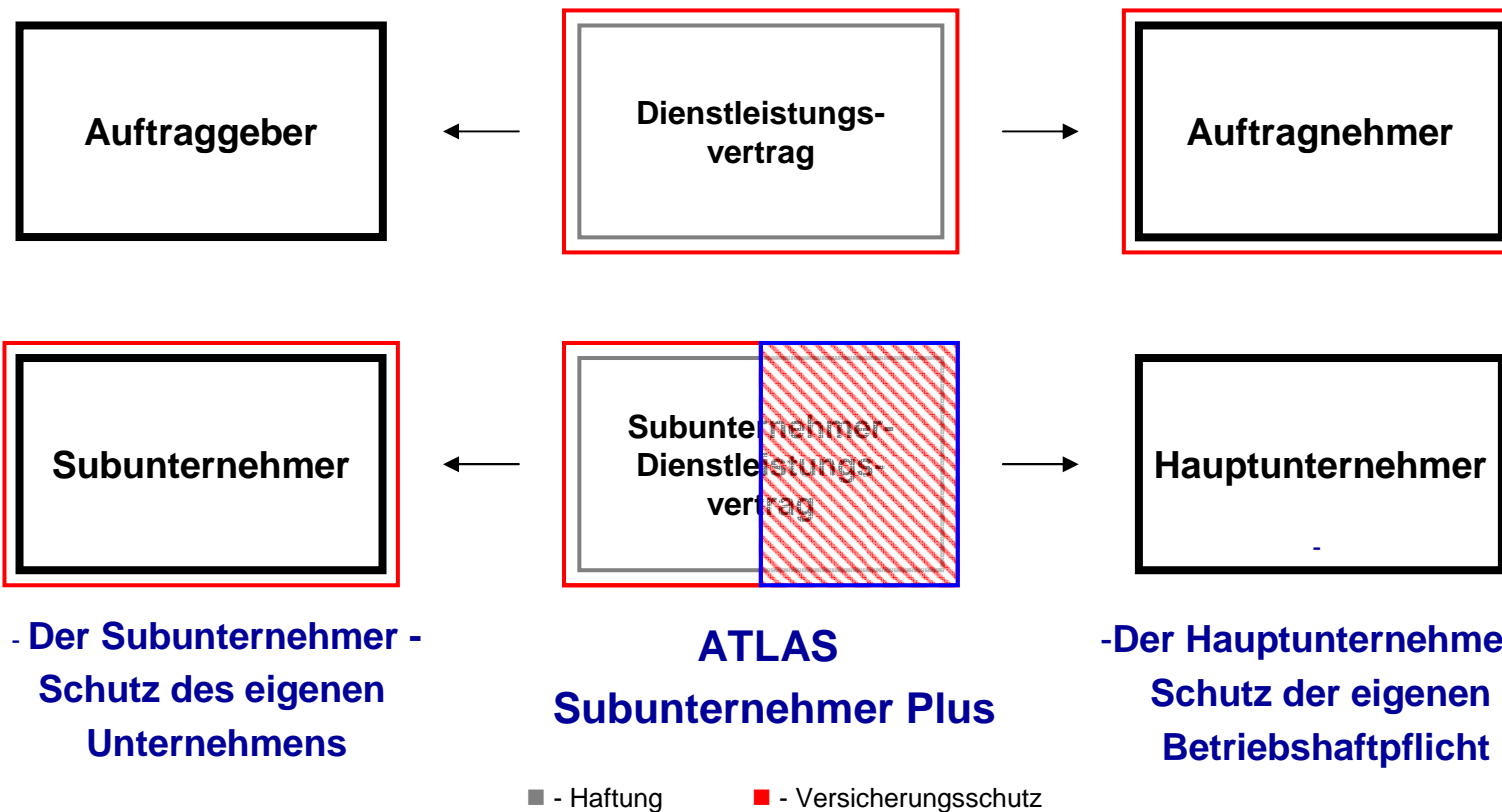 Auftraggeber
Dienstleistungs-
vertrag
Auftragnehmer
Subunternehmer
Subunternehmer-
Dienstleistungs-
vertrag
Hauptunternehmer
-
- Der Subunternehmer -
Schutz des eigenen
Unternehmens
ATLAS
Subunternehmer Plus
-Der Hauptunternehme
Schutz der eigenen
Betriebshaftpflicht
- Haftung
- Versicherungsschutz